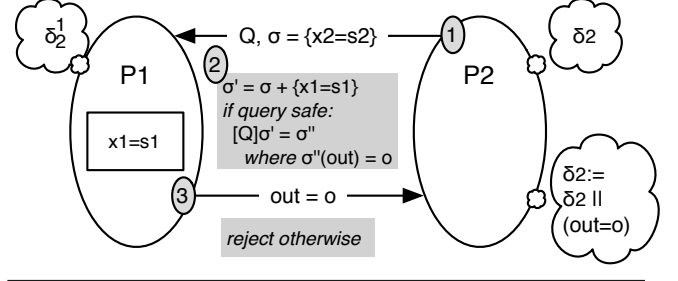 δ₂¹
Q, σ = {x2=s2}
1
δ2
P1
2
P2
σ' = σ + {x1=s1}
if query safe:
[Q]σ' = σ"
where σ"(out) = o
x1=s1
3
out = o
δ2:=
δ2 ||
(out=o)
reject otherwise